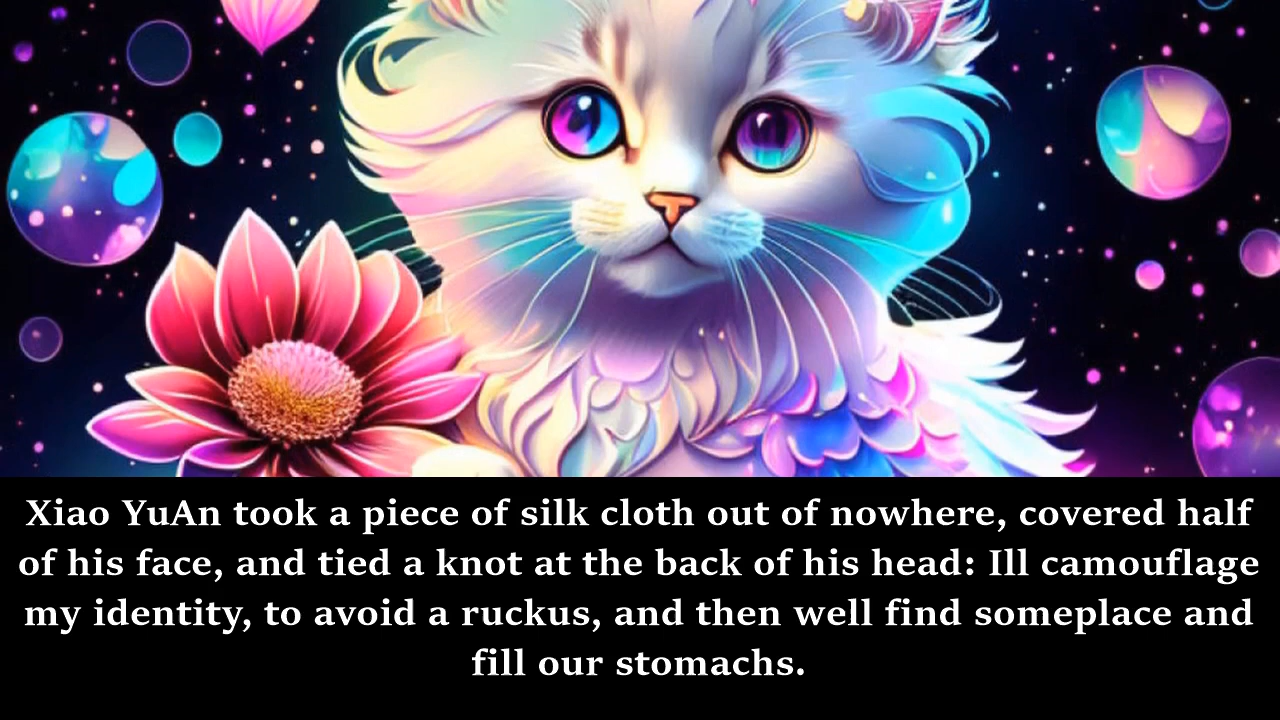 Xiao YuAn took a piece of silk cloth out of nowhere, covered half
of his face, and tied a knot at the back of his head: Ill camouflage
my identity, to avoid a ruckus, and then well find someplace and
fill our stomachs.